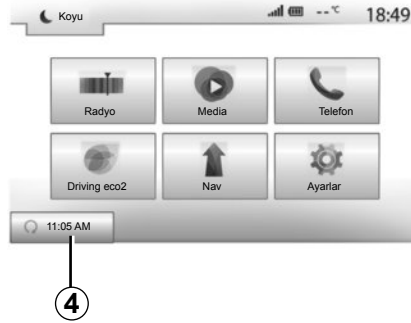 Koyu
--°C 18:49
Radyo Media Telefon
Driving eco2 Nav Ayarlar
11:05 AM
4